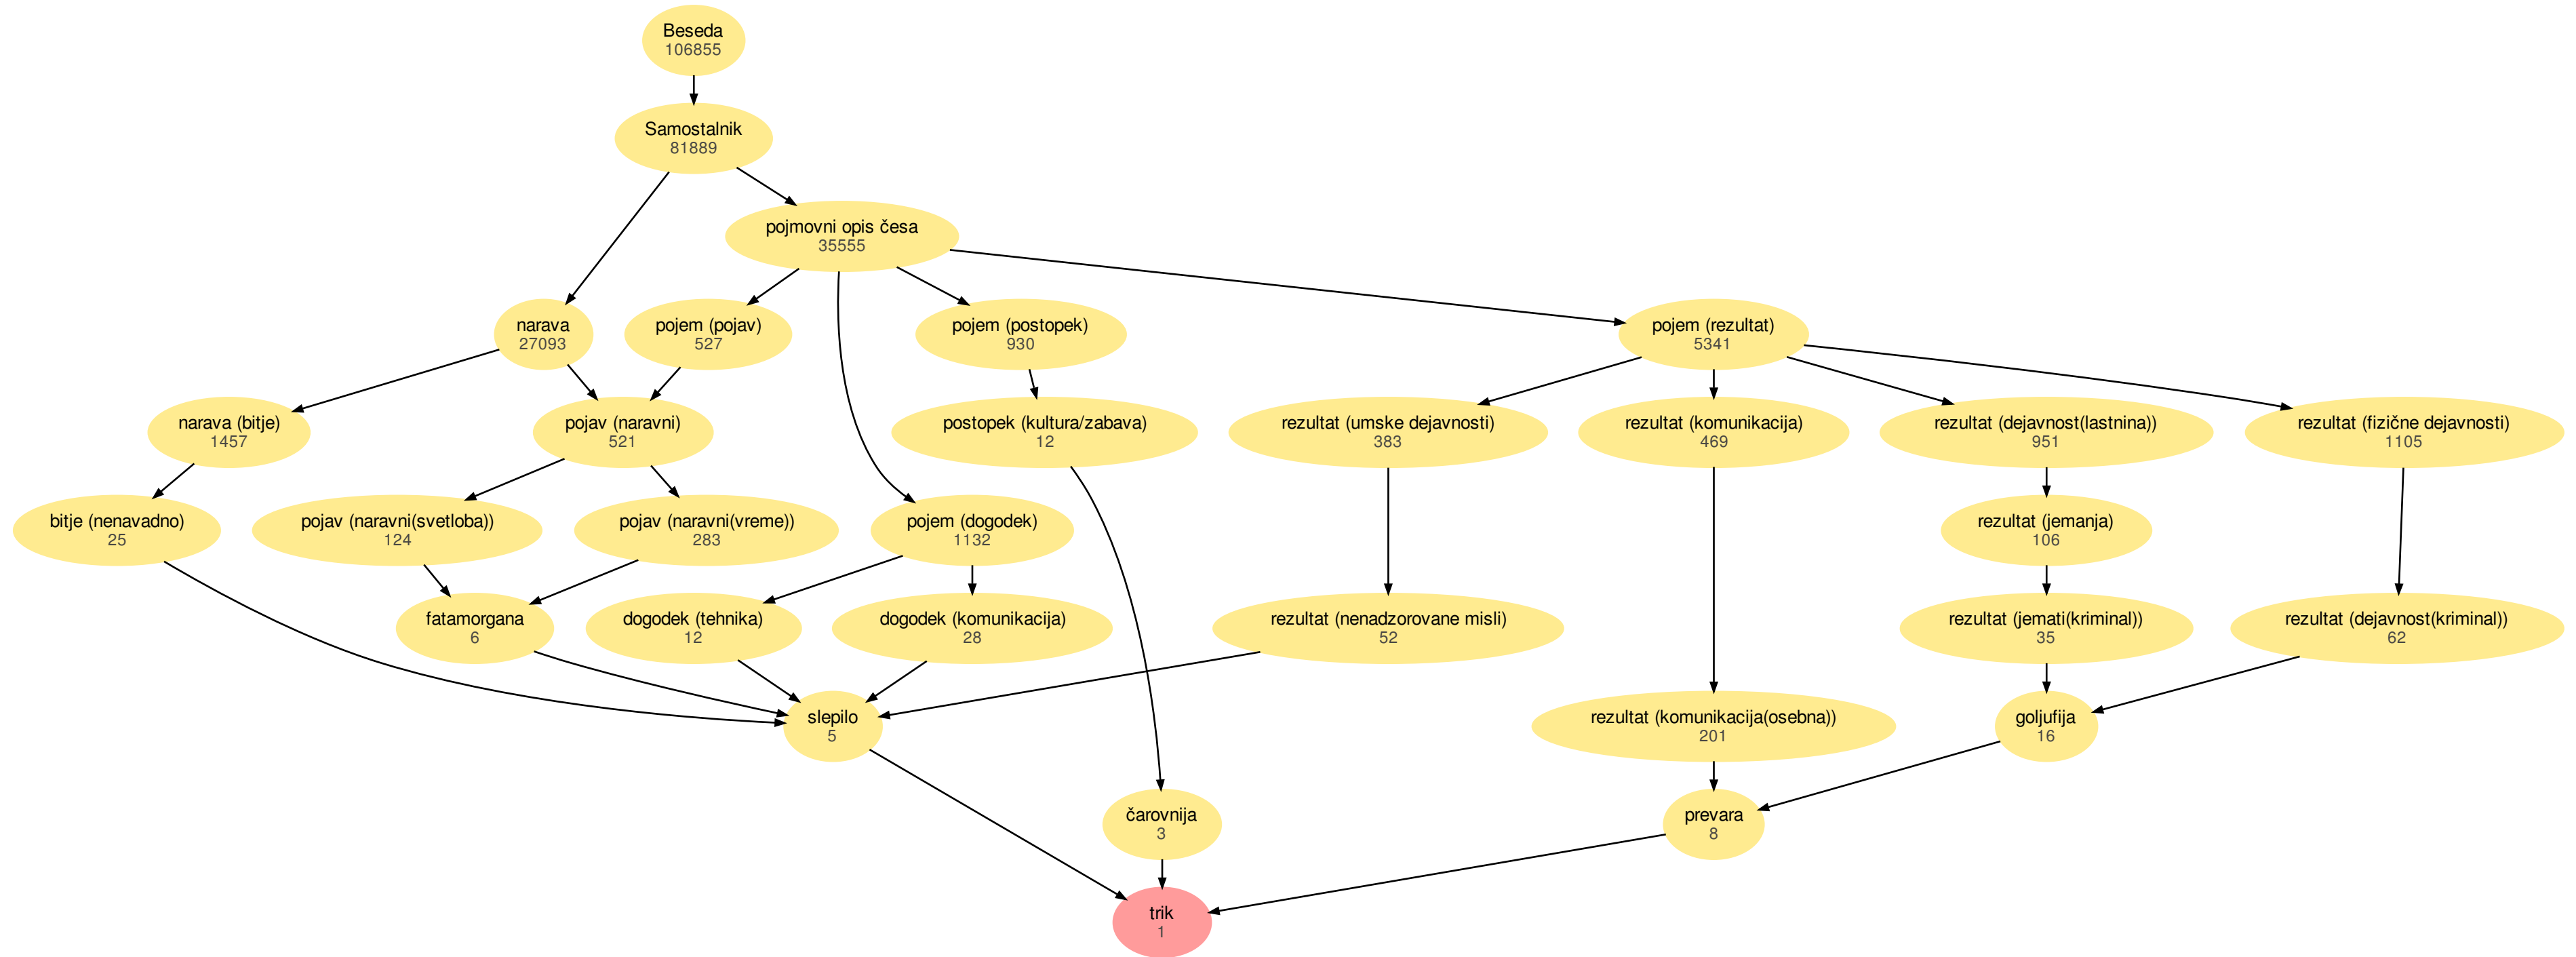 Beseda
106855
Samostalnik
81889
pojmovni opis česa
35555
narava
27093
pojem (pojav)
527
pojem (postopek)
930
pojem (rezultat)
5341
narava (bitje)
1457
pojav (naravni)
521
postopek (kultura/zabava)
12
rezultat (umske dejavnosti)
383
rezultat (komunikacija)
469
rezultat (dejavnost(lastnina))
951
rezultat (fizične dejavnosti)
1105
bitje (nenavadno)
25
pojav (naravni(svetloba))
124
pojav (naravni(vreme))
283
pojem (dogodek)
1132
rezultat (jemanja)
106
fatamorgana
6
dogodek (tehnika)
12
dogodek (komunikacija)
28
rezultat (nenadzorovane misli)
52
rezultat (jemati(kriminal))
35
rezultat (dejavnost(kriminal))
62
slepilo
5
rezultat (komunikacija(osebna))
201
goljufija
16
čarovnija
3
prevara
8
trik
1